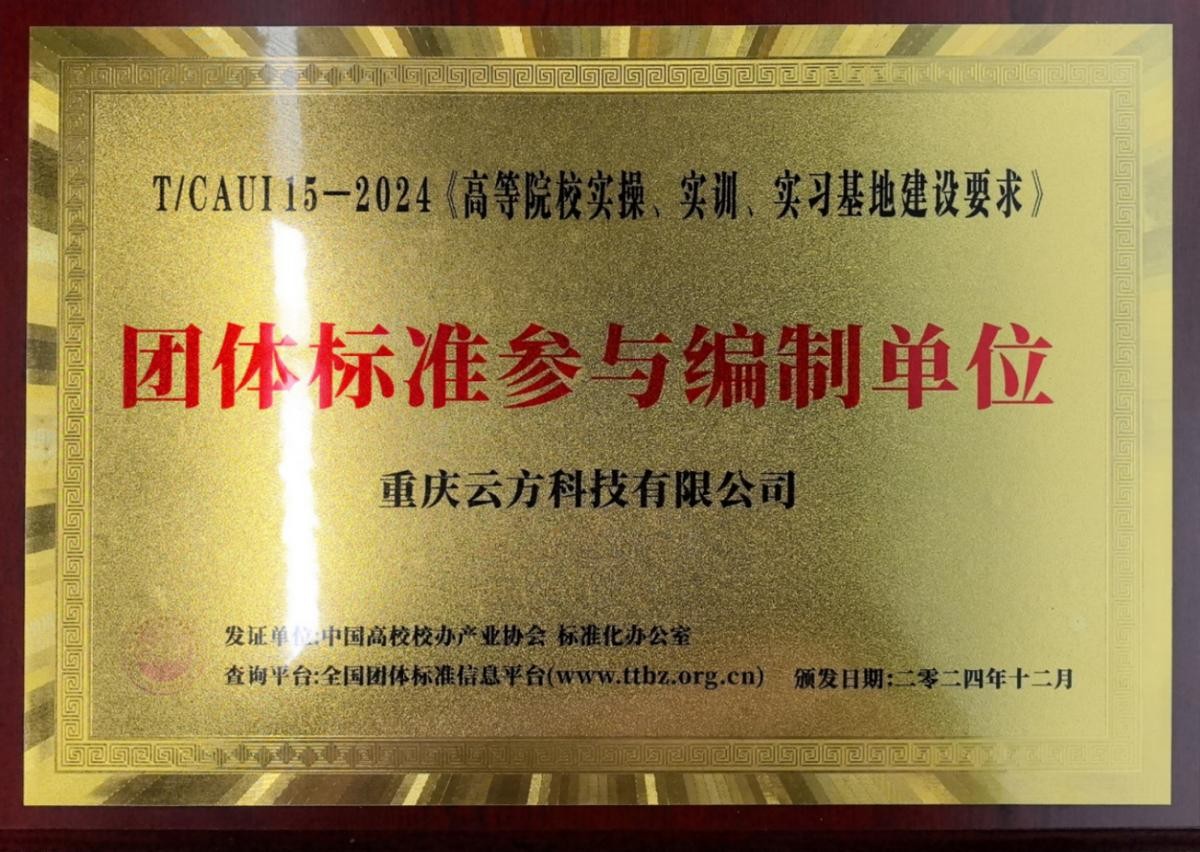 T/CAUI 15—2024《高等院校实操、实训、实习基地建设要求》
团体标准参与编制单位
重庆云方科技有限公司
发证单位:中国高校校办产业协会 标准化办公室
查询平台:全国团体标准信息平台(www.ttbz.org.cn) 颁发日期:二零二四年十二月